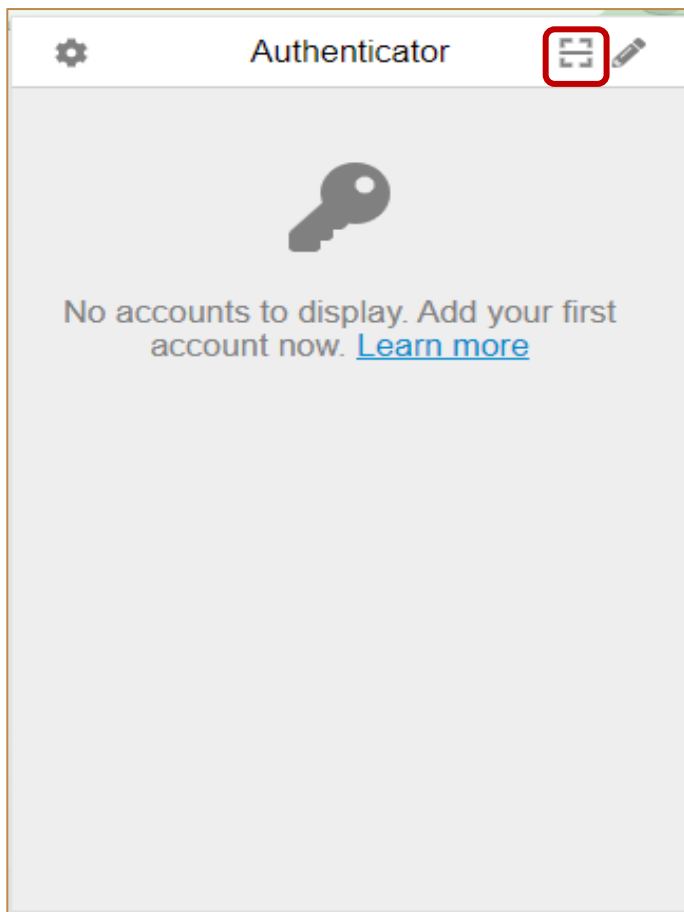 Authenticator
No accounts to display. Add your first
account now. Learn more